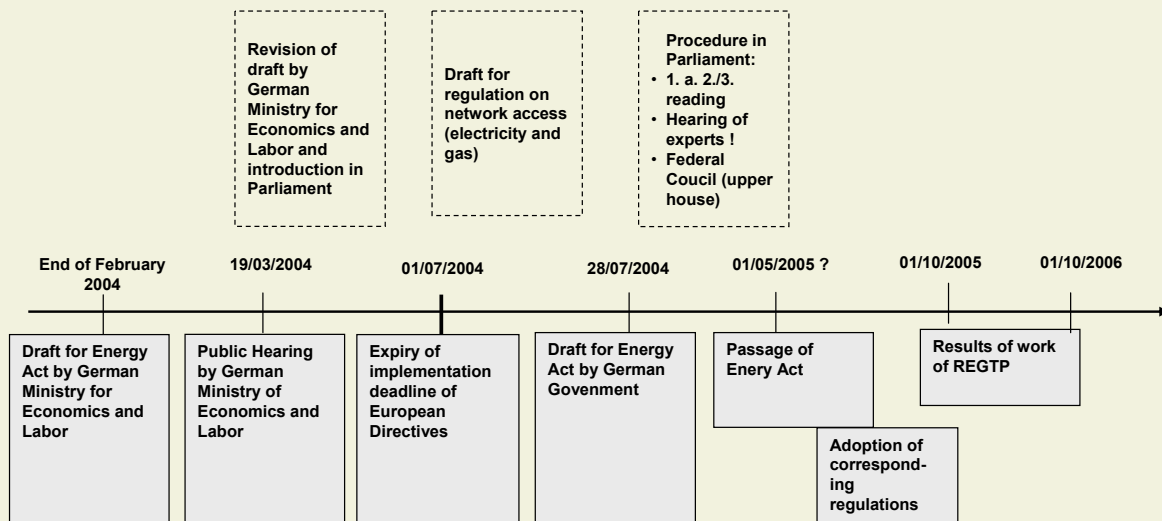 Revision of
draft by
German
Ministry for
Economics and
Labor and
introduction in
Parliament
Draft for
regulation on
network access
(electricity and
gas)
Procedure in
Parliament:
• 1. a. 2./3.
reading
• Hearing of
experts !
• Federal
Coucil (upper
house)
End of February
2004
19/03/2004
01/07/2004
28/07/2004
01/05/2005 ?
01/10/2005
01/10/2006
Draft for Energy
Act by German
Ministry for
Economics and
Labor
Public Hearing
by German
Ministry of
Economics and
Labor
Expiry of
implementation
deadline of
European
Directives
Draft for Energy
Act by German
Govenment
Passage of
Enery Act
Adoption of
correspond-
ing
regulations
Results of work
of REGTP